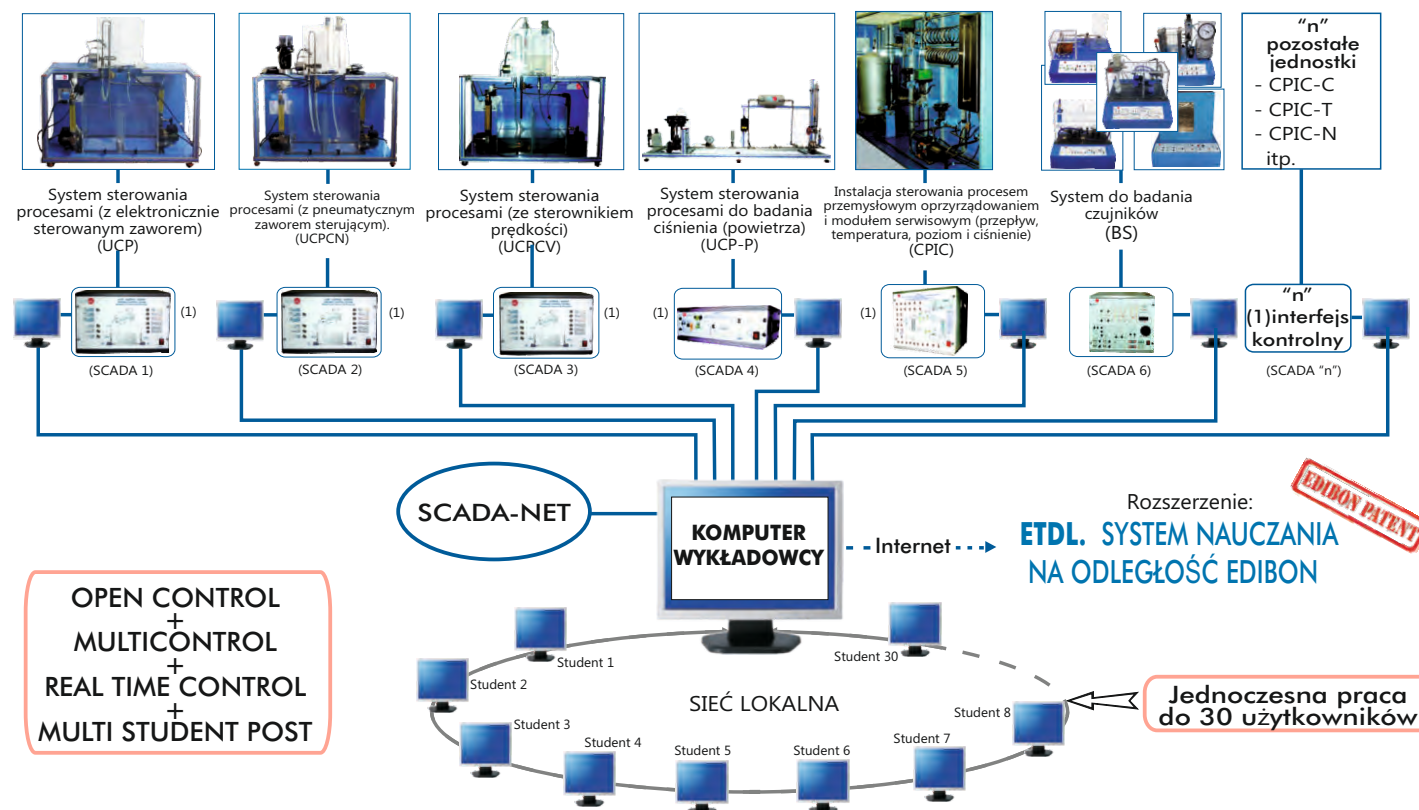 System sterowania
procesami (z elektronicznie
sterowanym zaworem)
(UCP)
System sterowania
procesami (z pneumatycznym
zaworem sterującym).
(UCPCN)
System sterowania
procesami (ze sterownikiem
prędkości)
(UCPCV)
System sterowania
procesami do badania
ciśnienia (powietrza)
(UCP-P)
Instalacja sterowania procesem
przemysłowym oprzyrządowaniem
i modułem serwisowym (przepływ,
temperatura, poziom i ciśnienie)
(CPIC)
System do badania
czujników
(BS)
“n”
pozostałe
jednostki
- CPIC-C
- CPIC-T
- CPIC-N
itp.
(1)
(SCADA 1)
(1)
(SCADA 2)
(1)
(SCADA 3)
(1)
(SCADA 4)
(1)
(SCADA 5)
(SCADA 6)
“n”
(1)interfejs
kontrolny
(SCADA “n”)
SCADA-NET
KOMPUTER
WYKŁADOWCY
Internet
Rozszerzenie:
ETDL. SYSTEM NAUCZANIA
NA ODLEGŁOŚĆ EDIBON
EDIBON PATENT
OPEN CONTROL
+
MULTICONTROL
+
REAL TIME CONTROL
+
MULTI STUDENT POST
Student 1
Student 2
Student 3
Student 4
Student 5
Student 6
Student 7
Student 8
Student 30
SIEĆ LOKALNA
Jednoczesna praca
do 30 użytkowników